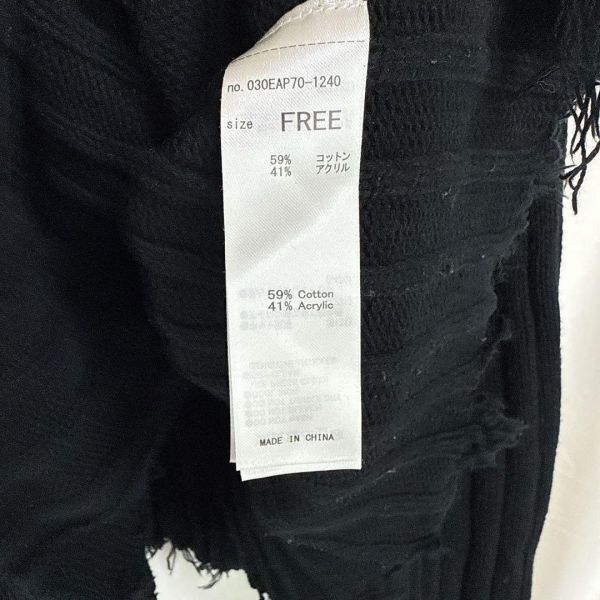 no. 030EAP70-1240
size FREE
59% コットン
41% アクリル
59% Cotton
41% Acrylic
MADE IN CHINA